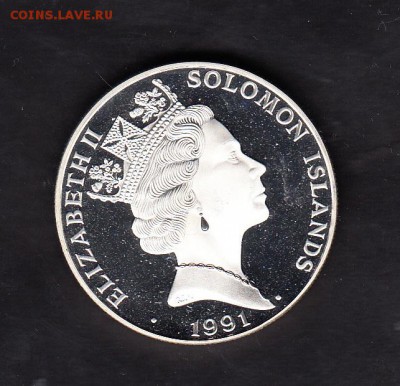 COINS.LAVE.RU
ELIZABETH II
SOLOMON ISLANDS
· 1991 ·